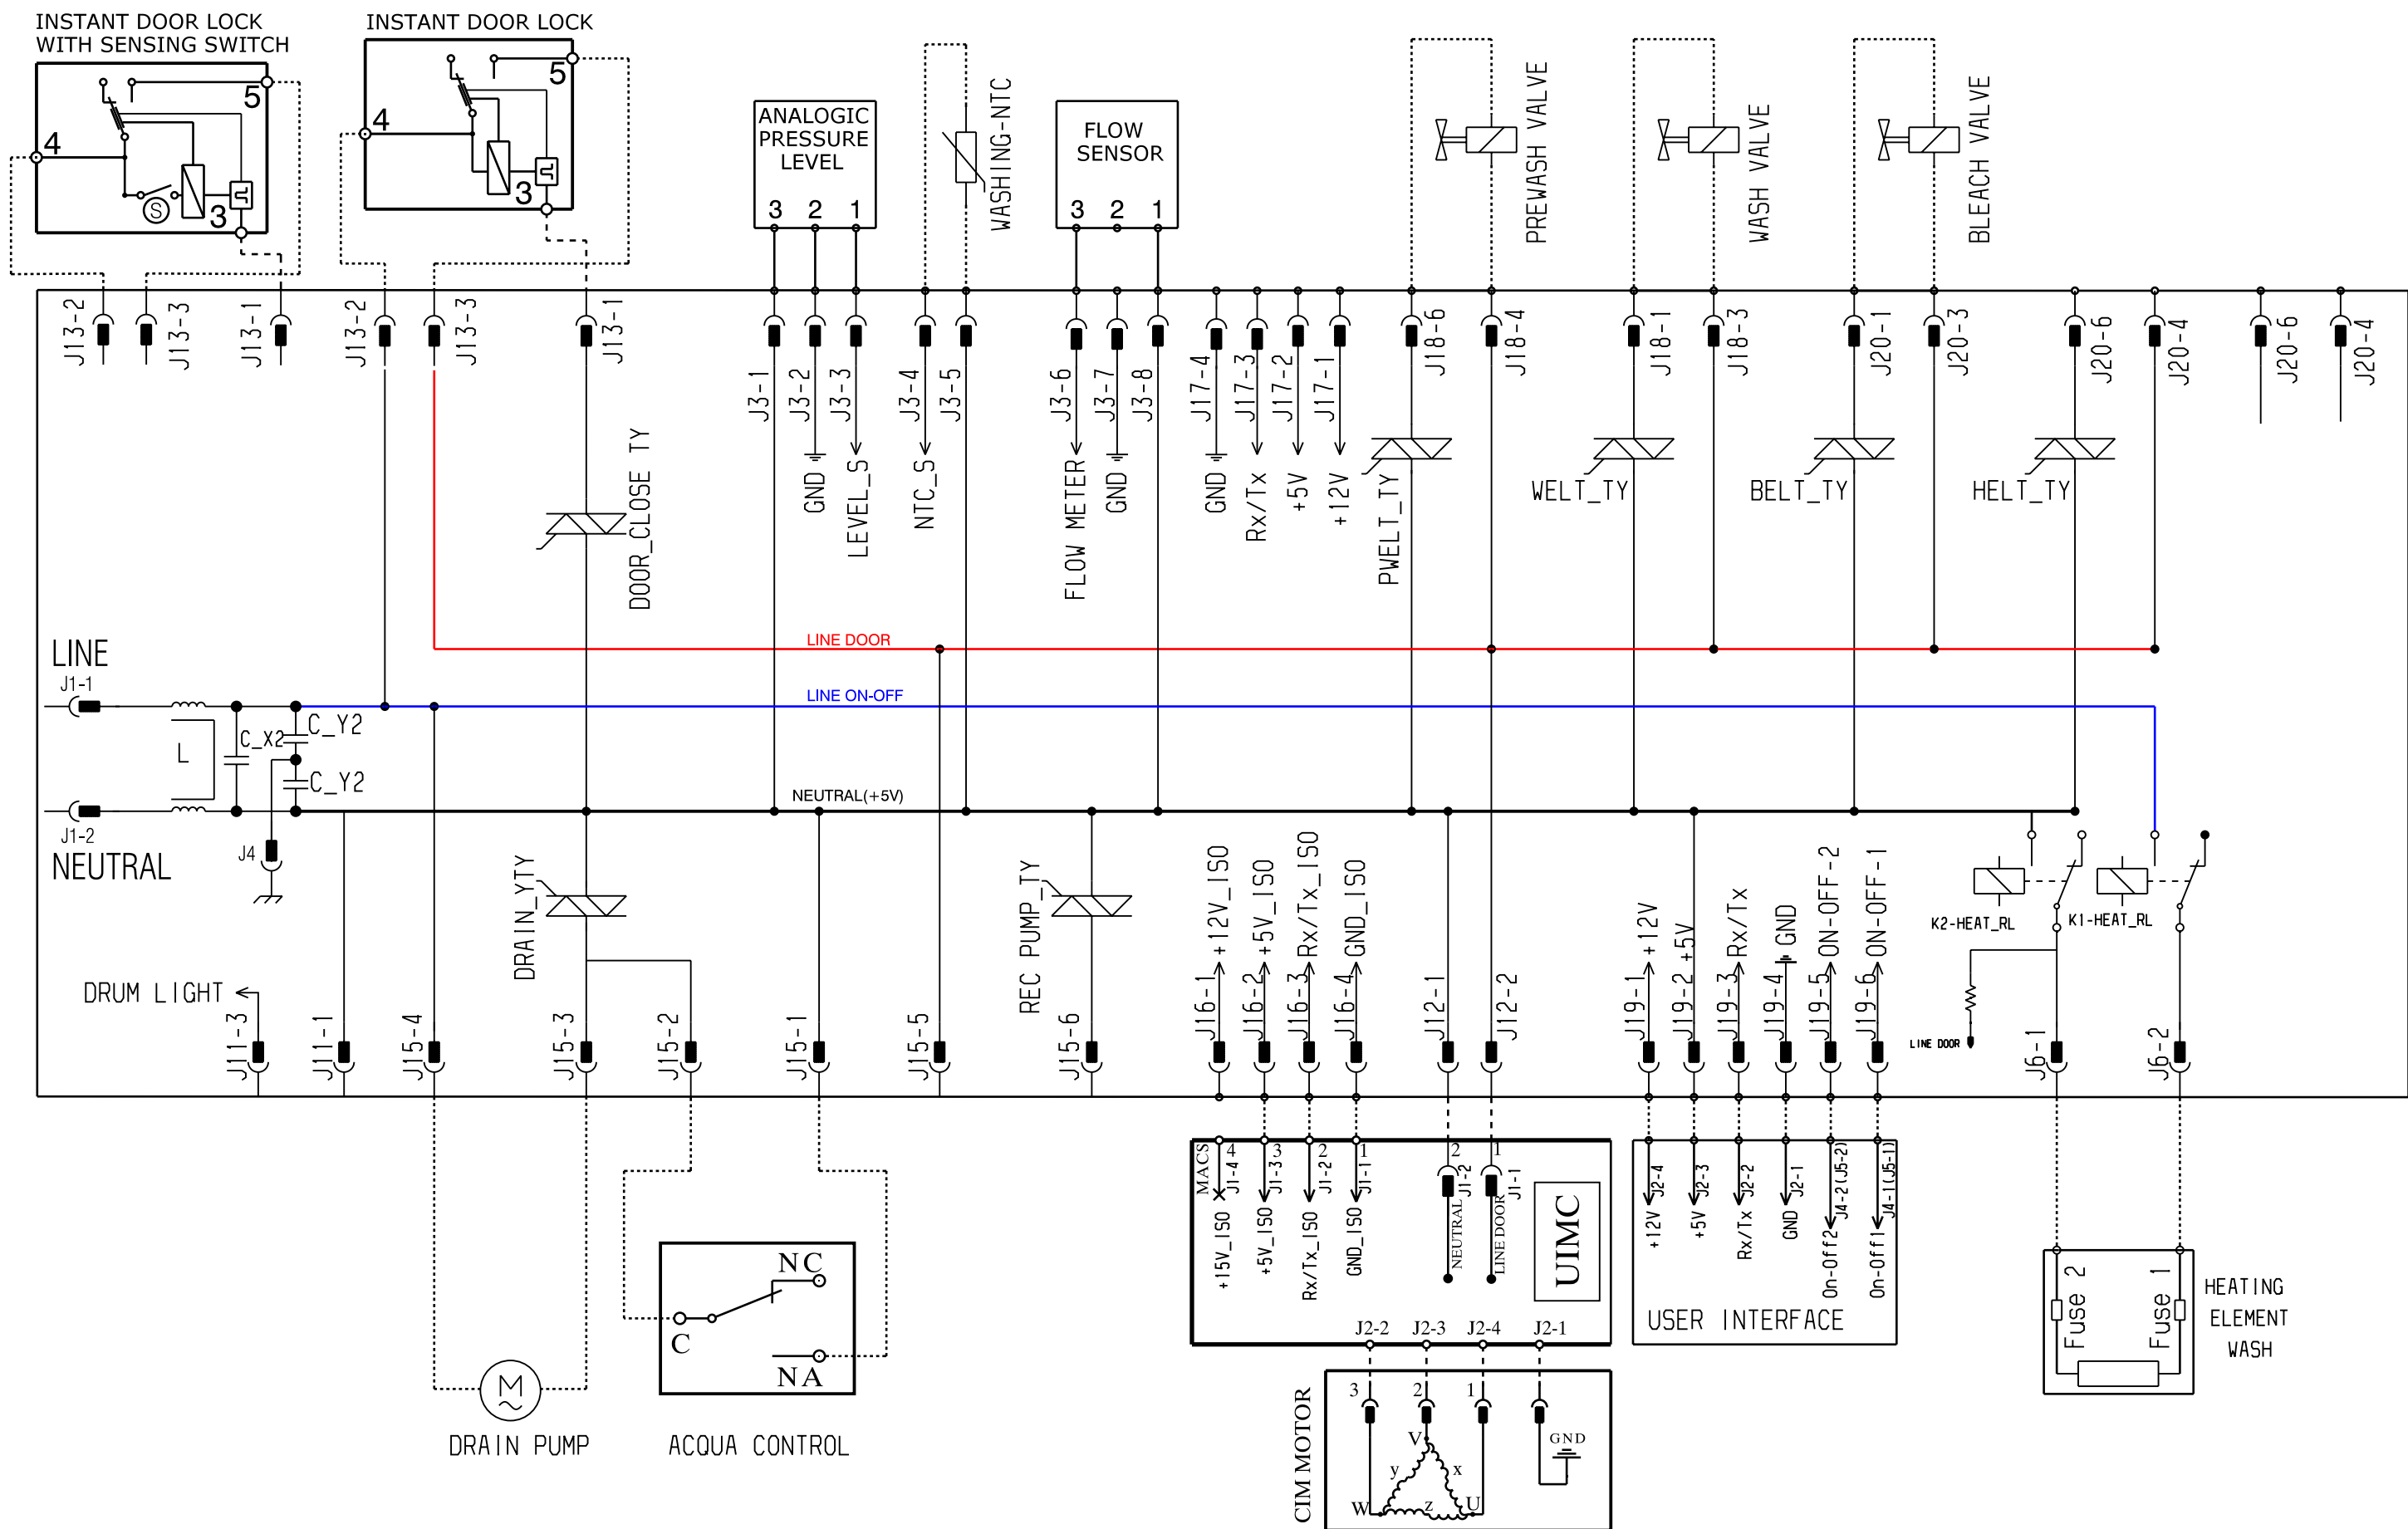 INSTANT DOOR LOCK
WITH SENSING SWITCH
5
4
S
3
INSTANT DOOR LOCK
5
4
3
ANALOGIC
PRESSURE
LEVEL
3 2 1
WASHING-NTC
FLOW
SENSOR
3 2 1
PREWASH VALVE
WASH VALVE
BLEACH VALVE
J13-2
J13-3
J13-1
J13-2
J13-3
J13-1
J3-1
J3-2
J3-3
J3-4
J3-5
J3-6
J3-7
J3-8
J17-4
J17-3
J17-2
J17-1
J18-6
J18-4
J18-1
J18-3
J20-1
J20-3
J20-6
J20-4
J20-6
J20-4
DOOR_CLOSE TY
GND
LEVEL_S
NTC_S
FLOW METER
GND
GND
Rx/Tx
+5V
+12V
PWELT_TY
WELT_TY
BELT_TY
HELT_TY
LINE
J1-1
LINE DOOR
LINE ON-OFF
L
C_X2
C_Y2
C_Y2
NEUTRAL(+5V)
J1-2
NEUTRAL
J4
DRAIN_YTY
REC PUMP_TY
+12V_ISO
+5V_ISO
Rx/Tx_ISO
GND_ISO
+12V
+5V
Rx/Tx
GND
ON-OFF-2
ON-OFF-1
K2-HEAT_RL
K1-HEAT_RL
LINE DOOR
DRUM LIGHT
J11-3
J11-1
J15-4
J15-3
J15-2
J15-1
J15-5
J15-6
J16-1
J16-2
J16-3
J16-4
J12-1
J12-2
J19-1
J19-2
J19-3
J19-4
J19-5
J19-6
J6-1
J6-2
MACS
4
J1-4
3
J1-3
2
J1-2
1
J1-1
2
J1-2
1
J1-1
+15V_ISO
+5V_ISO
Rx/Tx_ISO
GND_ISO
NEUTRAL
LINE DOOR
UIMC
J2-2 J2-3 J2-4 J2-1
J2-4
J2-3
J2-2
J2-1
J4-2(J5-2)
J4-1(J5-1)
+12V
+5V
Rx/Tx
GND
On-Off2
On-Off1
USER INTERFACE
Fuse 2
Fuse 1
HEATING
ELEMENT
WASH
NC
C
NA
M
DRAIN PUMP
ACQUA CONTROL
CIM MOTOR
3 2 1
GND
V
y x
W z U